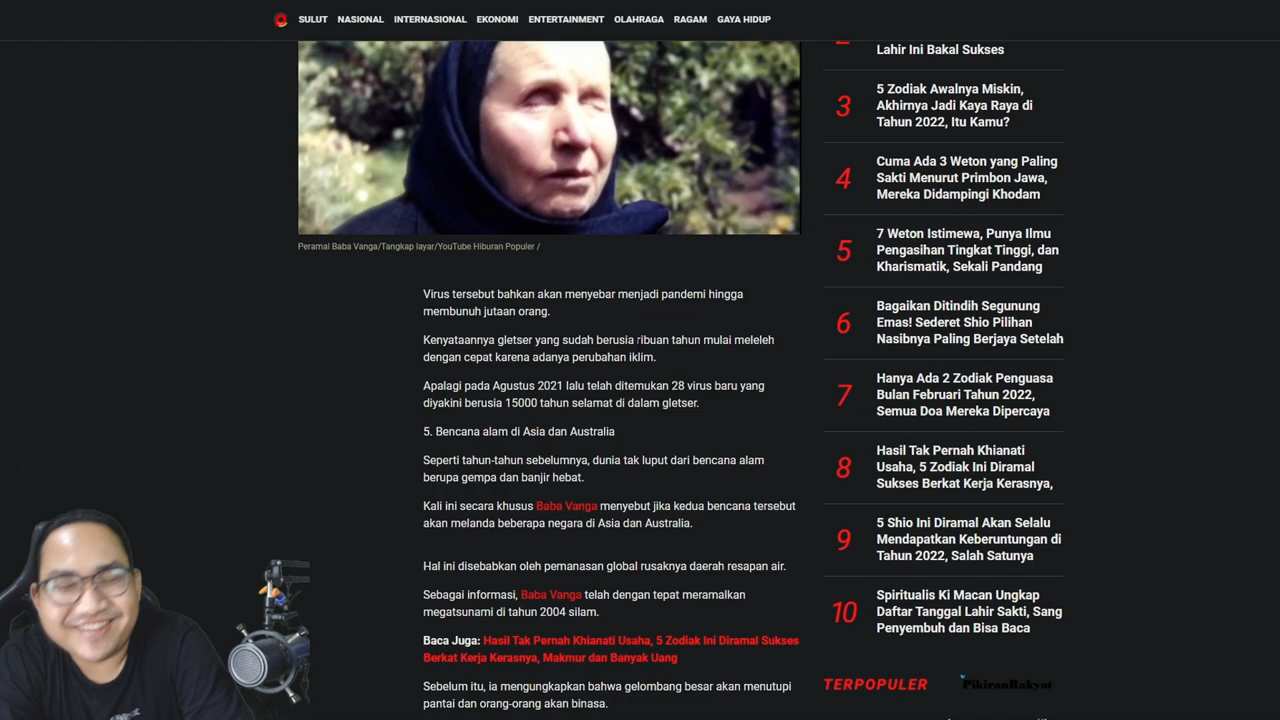 SULUT NASIONAL INTERNASIONAL EKONOMI ENTERTAINMENT OLAHRAGA RAGAM GAYA HIDUP
Peramal Baba Vanga/Tangkap layar/YouTube Hiburan Populer /
Virus tersebut bahkan akan menyebar menjadi pandemi hingga
membunuh jutaan orang.
Kenyataannya gletser yang sudah berusia ribuan tahun mulai meleleh
dengan cepat karena adanya perubahan iklim.
Apalagi pada Agustus 2021 lalu telah ditemukan 28 virus baru yang
diyakini berusia 15000 tahun selamat di dalam gletser.
5. Bencana alam di Asia dan Australia
Seperti tahun-tahun sebelumnya, dunia tak luput dari bencana alam
berupa gempa dan banjir hebat.
Kali ini secara khusus Baba Vanga menyebut jika kedua bencana tersebut
akan melanda beberapa negara di Asia dan Australia.
Hal ini disebabkan oleh pemanasan global rusaknya daerah resapan air.
Sebagai informasi, Baba Vanga telah dengan tepat meramalkan
megatsunami di tahun 2004 silam.
Baca Juga: Hasil Tak Pernah Khianati Usaha, 5 Zodiak Ini Diramal Sukses
Berkat Kerja Kerasnya, Makmur dan Banyak Uang
Sebelum itu, ia mengungkapkan bahwa gelombang besar akan menutupi
pantai dan orang-orang akan binasa.
Lahir Ini Bakal Sukses
3
5 Zodiak Awalnya Miskin,
Akhirnya Jadi Kaya Raya di
Tahun 2022, Itu Kamu?
4
Cuma Ada 3 Weton yang Paling
Sakti Menurut Primbon Jawa,
Mereka Didampingi Khodam
5
7 Weton Istimewa, Punya Ilmu
Pengasihan Tingkat Tinggi, dan
Kharismatik, Sekali Pandang
6
Bagaikan Ditindih Segunung
Emas! Sederet Shio Pilihan
Nasibnya Paling Berjaya Setelah
7
Hanya Ada 2 Zodiak Penguasa
Bulan Februari Tahun 2022,
Semua Doa Mereka Dipercaya
8
Hasil Tak Pernah Khianati
Usaha, 5 Zodiak Ini Diramal
Sukses Berkat Kerja Kerasnya,
9
5 Shio Ini Diramal Akan Selalu
Mendapatkan Keberuntungan di
Tahun 2022, Salah Satunya
10
Spiritualis Ki Macan Ungkap
Daftar Tanggal Lahir Sakti, Sang
Penyembuh dan Bisa Baca
TERPOPULER PikiranRakyat